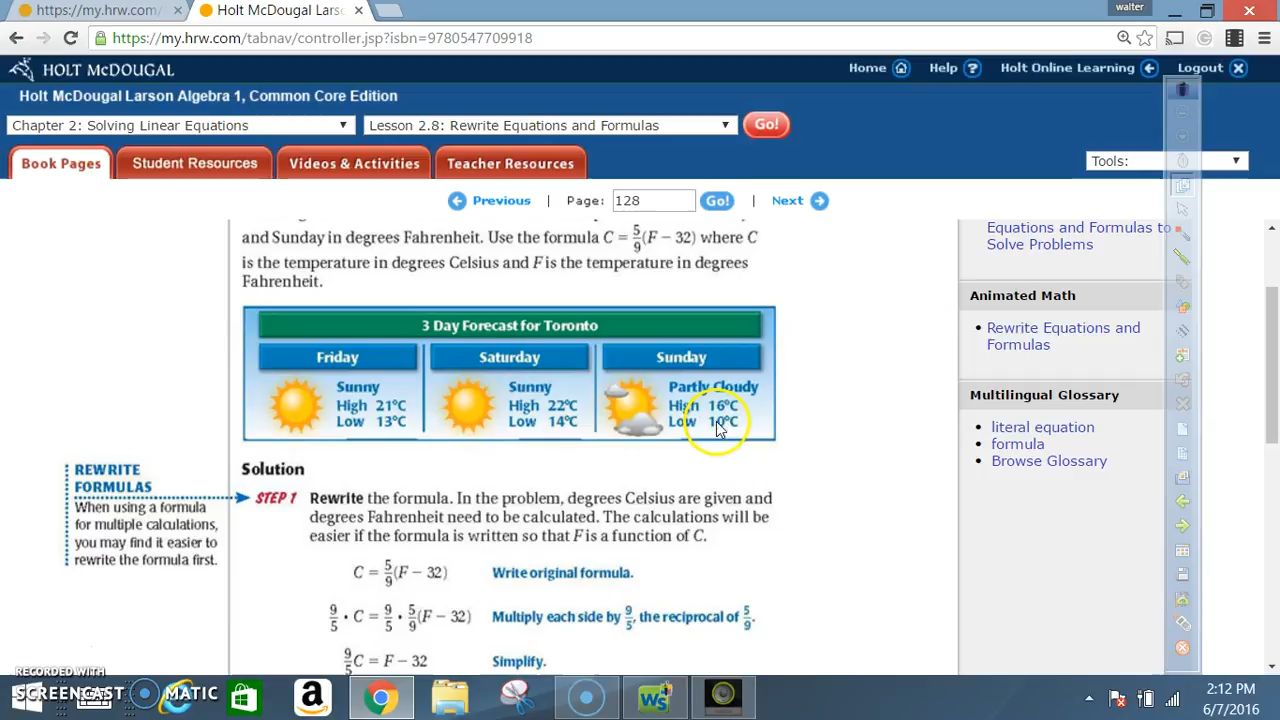 https://my.hrw.com/tabnav/
Holt McDougal Lars
walter
https://my.hrw.com/tabnav/controller.jsp?isbn=9780547709918
HOLT MCDOUGAL
Home
Help ?
Holt Online Learning
Logout
Holt McDougal Larson Algebra 1, Common Core Edition
Chapter 2: Solving Linear Equations
Lesson 2.8: Rewrite Equations and Formulas
Go!
Book Pages
Student Resources
Videos & Activities
Teacher Resources
Tools:
Previous | Page: 128 Go! | Next
and Sunday in degrees Fahrenheit. Use the formula C = 5/9(F − 32) where C
is the temperature in degrees Celsius and F is the temperature in degrees
Fahrenheit.
3 Day Forecast for Toronto
Friday
Sunny
High 21°C
Low 13°C
Saturday
Sunny
High 22°C
Low 14°C
Sunday
Partly Cloudy
High 16°C
Low 10°C
REWRITE
FORMULAS
When using a formula
for multiple calculations,
you may find it easier to
rewrite the formula first.
Solution
STEP 1 Rewrite the formula. In the problem, degrees Celsius are given and
degrees Fahrenheit need to be calculated. The calculations will be
easier if the formula is written so that F is a function of C.
C = 5/9(F − 32) Write original formula.
9/5 • C = 9/5 • 5/9(F − 32) Multiply each side by 9/5, the reciprocal of 5/9.
9/5C = F − 32 Simplify.
Equations and Formulas to
Solve Problems
Animated Math
• Rewrite Equations and
Formulas
Multilingual Glossary
• literal equation
• formula
• Browse Glossary
RECORDED WITH
SCREENCAST MATIC
WS
2:12 PM
6/7/2016